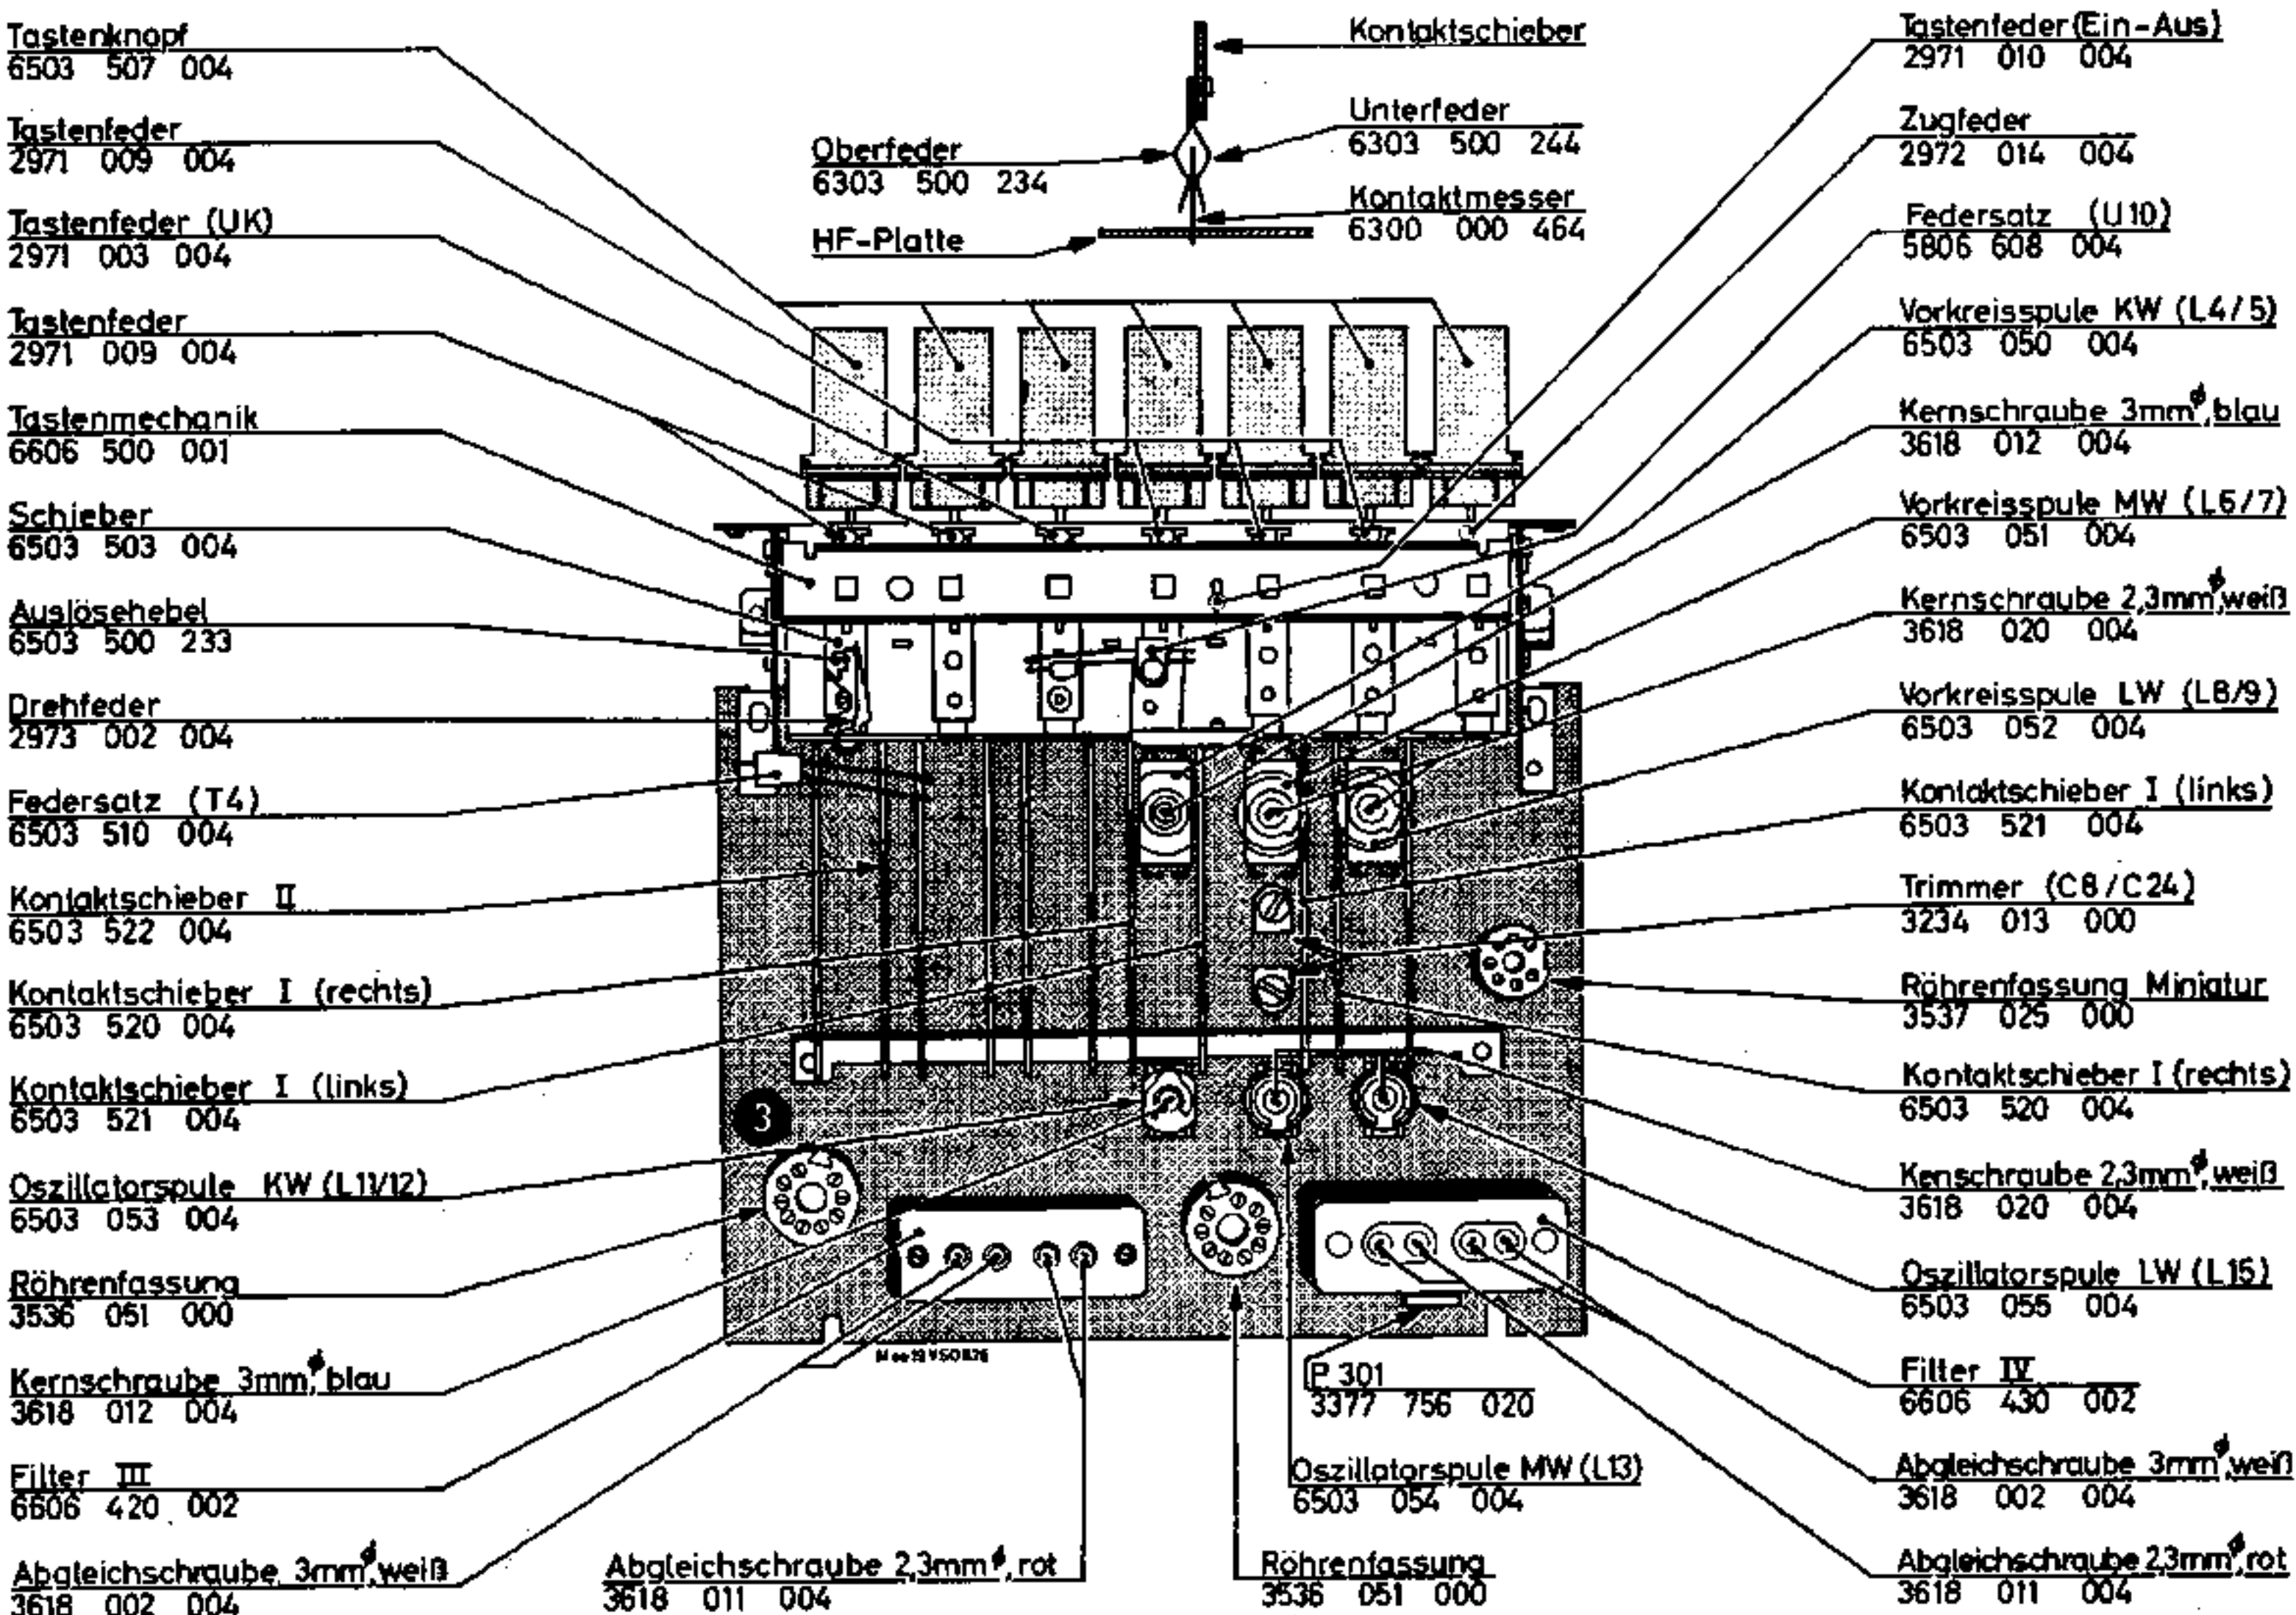 Tastenknopf
6503 507 004
Tastenfeder
2971 009 004
Tastenfeder (UK)
2971 003 004
Tastenfeder
2971 009 004
Tastenmechanik
6606 500 001
Schieber
6503 503 004
Auslösehebel
6503 500 233
Drehfeder
2973 002 004
Federsatz (T4)
6503 510 004
Kontaktschieber II
6503 522 004
Kontaktschieber I (rechts)
6503 520 004
Kontaktschieber I (links)
6503 521 004
Oszillatorspule KW (L11/12)
6503 053 004
Röhrenfassung
3536 051 000
Kernschraube 3mm ϕ, blau
3618 012 004
Filter III
6606 420 002
Abgleichschraube 3mm ϕ, weiß
3618 002 004
Kontaktschieber
Oberfeder
6303 500 234
Unterfeder
6303 500 244
Kontaktmesser
6300 000 464
HF-Platte
3
P 301
3377 756 020
Oszillatorspule MW (L13)
6503 054 004
Abgleichschraube 2,3mm ϕ, rot
3618 011 004
Röhrenfassung
3536 051 000
Tastenfeder (Ein-Aus)
2971 010 004
Zugfeder
2972 014 004
Federsatz (U10)
5806 608 004
Vorkreisspule KW (L4/5)
6503 050 004
Kernschraube 3mm ϕ, blau
3618 012 004
Vorkreisspule MW (L6/7)
6503 051 004
Kernschraube 2,3mm ϕ, weiß
3618 020 004
Vorkreisspule LW (L8/9)
6503 052 004
Kontaktschieber I (links)
6503 521 004
Trimmer (C8/C24)
3234 013 000
Röhrenfassung Miniatur
3537 025 000
Kontaktschieber I (rechts)
6503 520 004
Kenschraube 2,3mm ϕ, weiß
3618 020 004
Oszillatorspule LW (L15)
6503 055 004
Filter IV
6606 430 002
Abgleichschraube 3mm ϕ, weiß
3618 002 004
Abgleichschraube 2,3mm ϕ, rot
3618 011 004